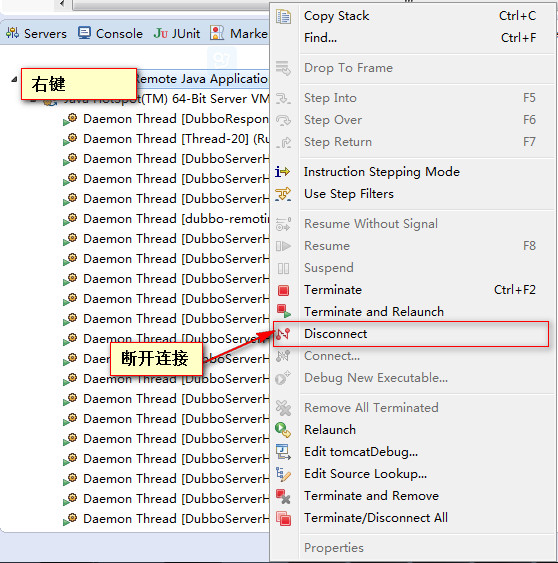 Servers Console JUnit Marke
右键
Remote Java Applicatio
Java HotSpot(TM) 64-Bit Server VM
Daemon Thread [DubboRespon
Daemon Thread [Thread-20] (Ru
Daemon Thread [DubboServerH
Daemon Thread [DubboServerH
Daemon Thread [DubboServerH
Daemon Thread [dubbo-remotin
Daemon Thread [DubboServerH
Daemon Thread [DubboServerH
Daemon Thread [DubboServerH
Daemon Thread [DubboServerH
Daemon Thread [DubboServerH
Daemon Thread [DubboServerH
断开连接
Daemon Thread [DubboServerH
Daemon Thread [DubboServerH
Daemon Thread [DubboServerH
Daemon Thread [DubboServerH
Daemon Thread [DubboServerH
Daemon Thread [DubboServerH
Daemon Thread [DubboServerH
Daemon Thread [DubboServerH
Daemon Thread [DubboServerH
Copy Stack Ctrl+C
Find... Ctrl+F
Drop To Frame
Step Into F5
Step Over F6
Step Return F7
Instruction Stepping Mode
Use Step Filters
Resume Without Signal
Resume F8
Suspend
Terminate Ctrl+F2
Terminate and Relaunch
Disconnect
Connect...
Debug New Executable...
Remove All Terminated
Relaunch
Edit tomcatDebug...
Edit Source Lookup...
Terminate and Remove
Terminate/Disconnect All
Properties